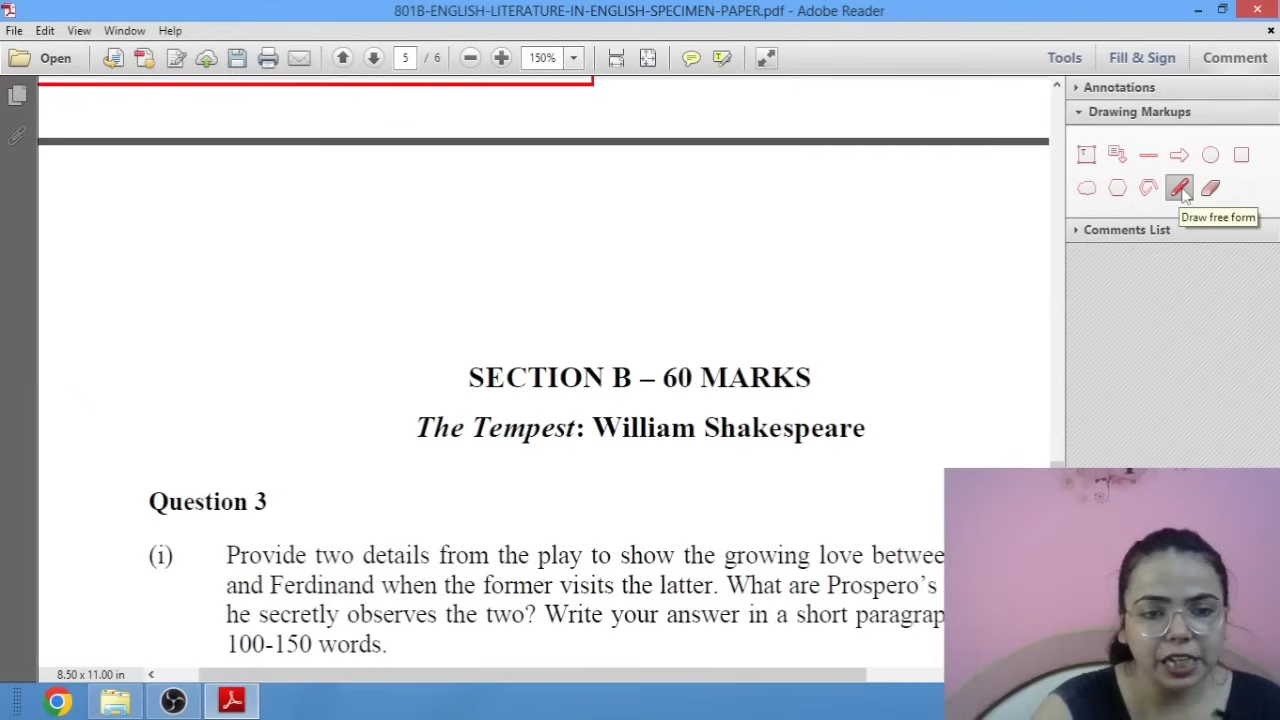 801B-ENGLISH-LITERATURE-IN-ENGLISH-SPECIMEN-PAPER.pdf - Adobe Reader
File Edit View Window Help
Open 5 / 6 150% Tools Fill & Sign Comment
Annotations
Drawing Markups
Draw free form
Comments List
SECTION B – 60 MARKS
The Tempest: William Shakespeare
Question 3
(i) Provide two details from the play to show the growing love betwee
and Ferdinand when the former visits the latter. What are Prospero's
he secretly observes the two? Write your answer in a short paragrap
100-150 words.
8.50 x 11.00 in